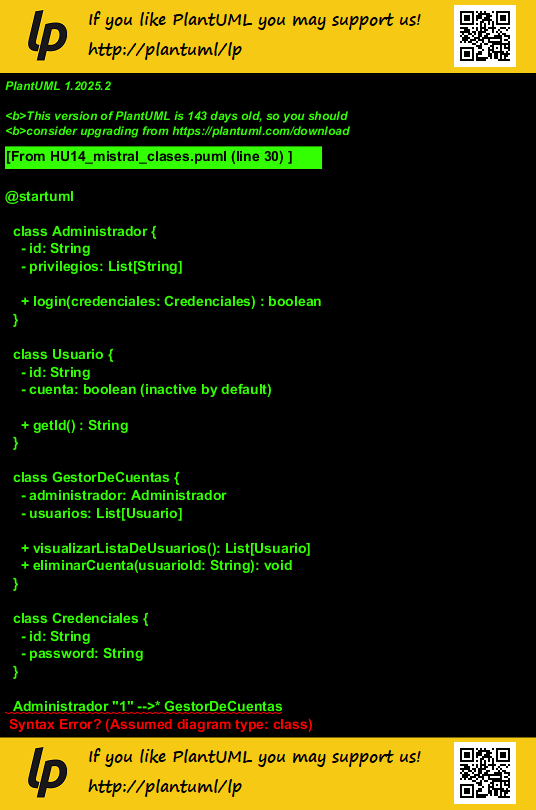 lp
If you like PlantUML you may support us!
http://plantuml/lp
PlantUML 1.2025.2
<b>This version of PlantUML is 143 days old, so you should
<b>consider upgrading from https://plantuml.com/download
[From HU14_mistral_clases.puml (line 30) ]
@startuml
class Administrador {
- id: String
- privilegios: List[String]
+ login(credenciales: Credenciales) : boolean
}
class Usuario {
- id: String
- cuenta: boolean (inactive by default)
+ getId() : String
}
class GestorDeCuentas {
- administrador: Administrador
- usuarios: List[Usuario]
+ visualizarListaDeUsuarios(): List[Usuario]
+ eliminarCuenta(usuarioId: String): void
}
class Credenciales {
- id: String
- password: String
}
Administrador "1" -->* GestorDeCuentas
Syntax Error? (Assumed diagram type: class)
lp
If you like PlantUML you may support us!
http://plantuml/lp